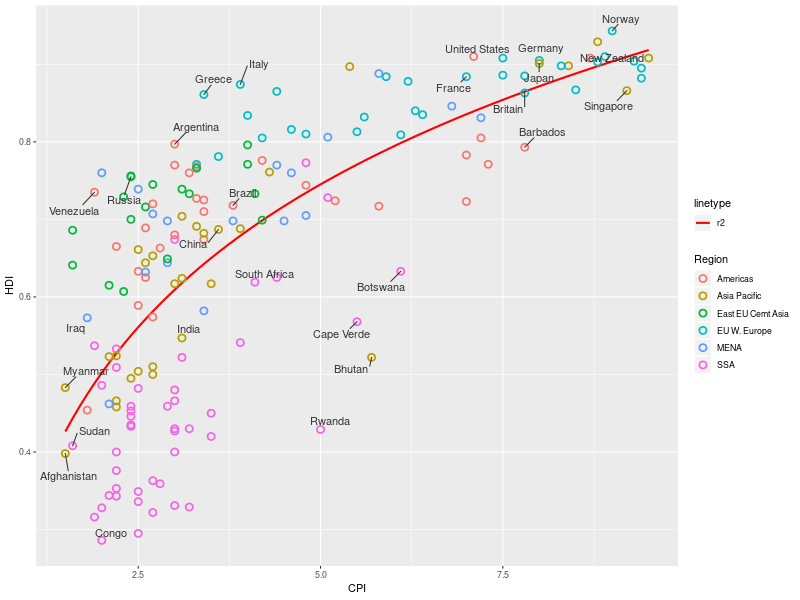 Norway
United States
Germany
New Zealand
Italy
Greece
France
Japan
Singapore
Britain
Argentina
Barbados
0.8
Venezuela
Russia
Brazil
China
HDI
South Africa
Botswana
0.6
Iraq
India
Cape Verde
Myanmar
Bhutan
Rwanda
Sudan
0.4
Afghanistan
Congo
2.5
5.0
7.5
CPI
linetype
r2
Region
Americas
Asia Pacific
East EU Cemt Asia
EU W. Europe
MENA
SSA